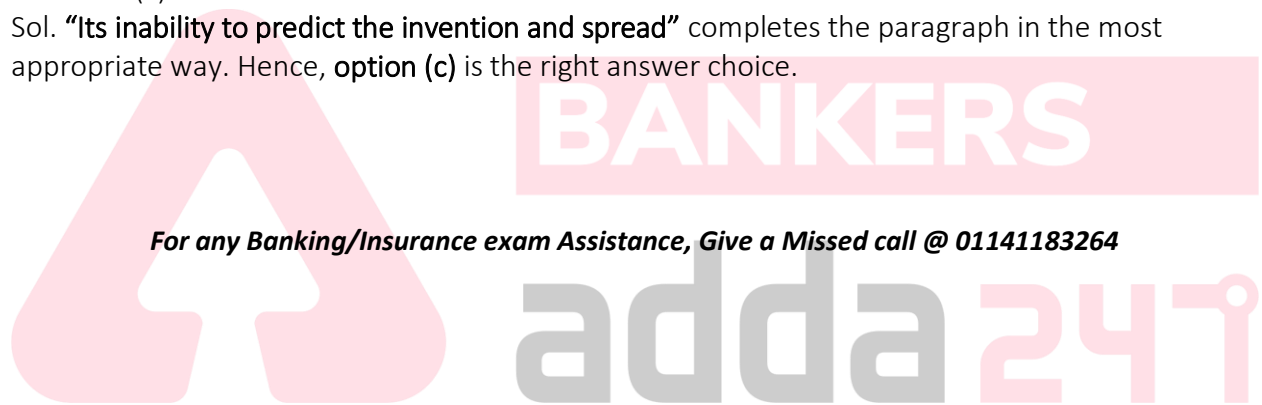 Sol. “Its inability to predict the invention and spread” completes the paragraph in the most
appropriate way. Hence, option (c) is the right answer choice.
BANKERS
For any Banking/Insurance exam Assistance, Give a Missed call @ 01141183264
adda 247